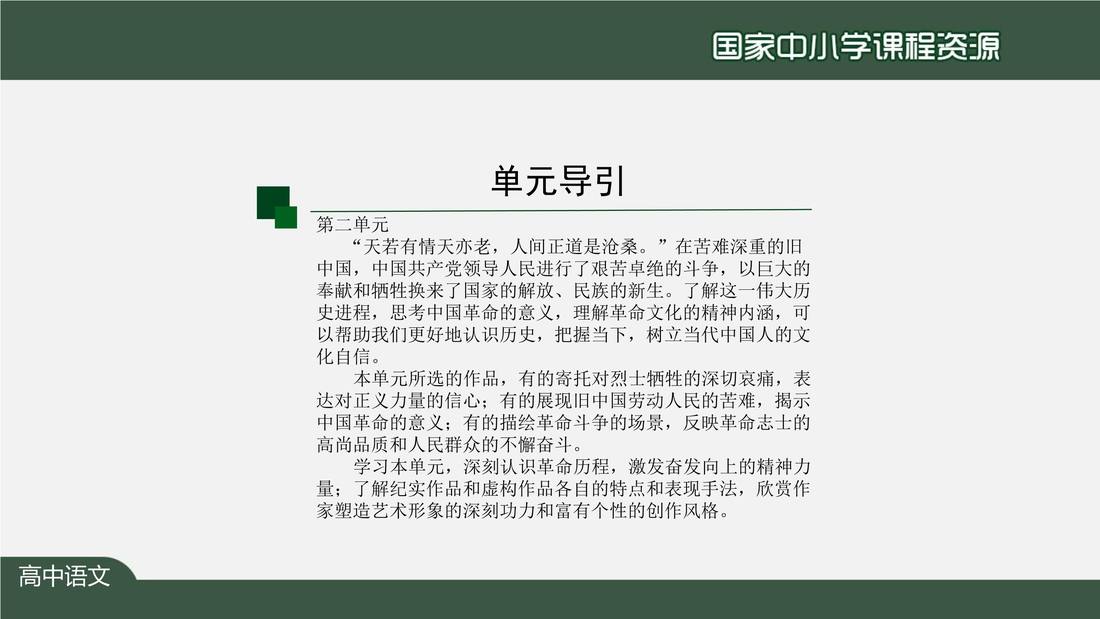 国家中小学课程资源
单元导引
第二单元
“天若有情天亦老，人间正道是沧桑。”在苦难深重的旧
中国，中国共产党领导人民进行了艰苦卓绝的斗争，以巨大的
奉献和牺牲换来了国家的解放、民族的新生。了解这一伟大历
史进程，思考中国革命的意义，理解革命文化的精神内涵，可
以帮助我们更好地认识历史，把握当下，树立当代中国人的文
化自信。
本单元所选的作品，有的寄托对烈士牺牲的深切哀痛，表
达对正义力量的信心；有的展现旧中国劳动人民的苦难，揭示
中国革命的意义；有的描绘革命斗争的场景，反映革命志士的
高尚品质和人民群众的不懈奋斗。
学习本单元，深刻认识革命历程，激发奋发向上的精神力
量；了解纪实作品和虚构作品各自的特点和表现手法，欣赏作
家塑造艺术形象的深刻功力和富有个性的创作风格。
高中语文